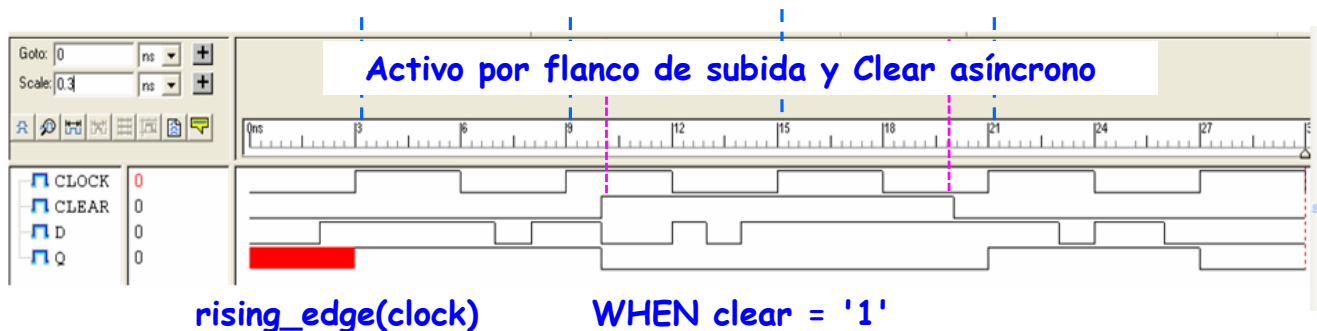 Goto: 0 ns
Activo por flanco de subida y Clear asíncrono
Scale: 0.3 ns
0ns 3 6 9 12 15 18 21 24 27
CLOCK 0
CLEAR 0
D 0
Q 0
rising_edge(clock) WHEN clear = '1'